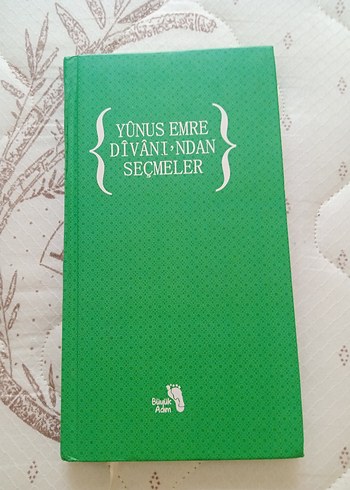 YÛNUS EMRE
DÎVÂNI'NDAN
SEÇMELER
Büyük
Adım